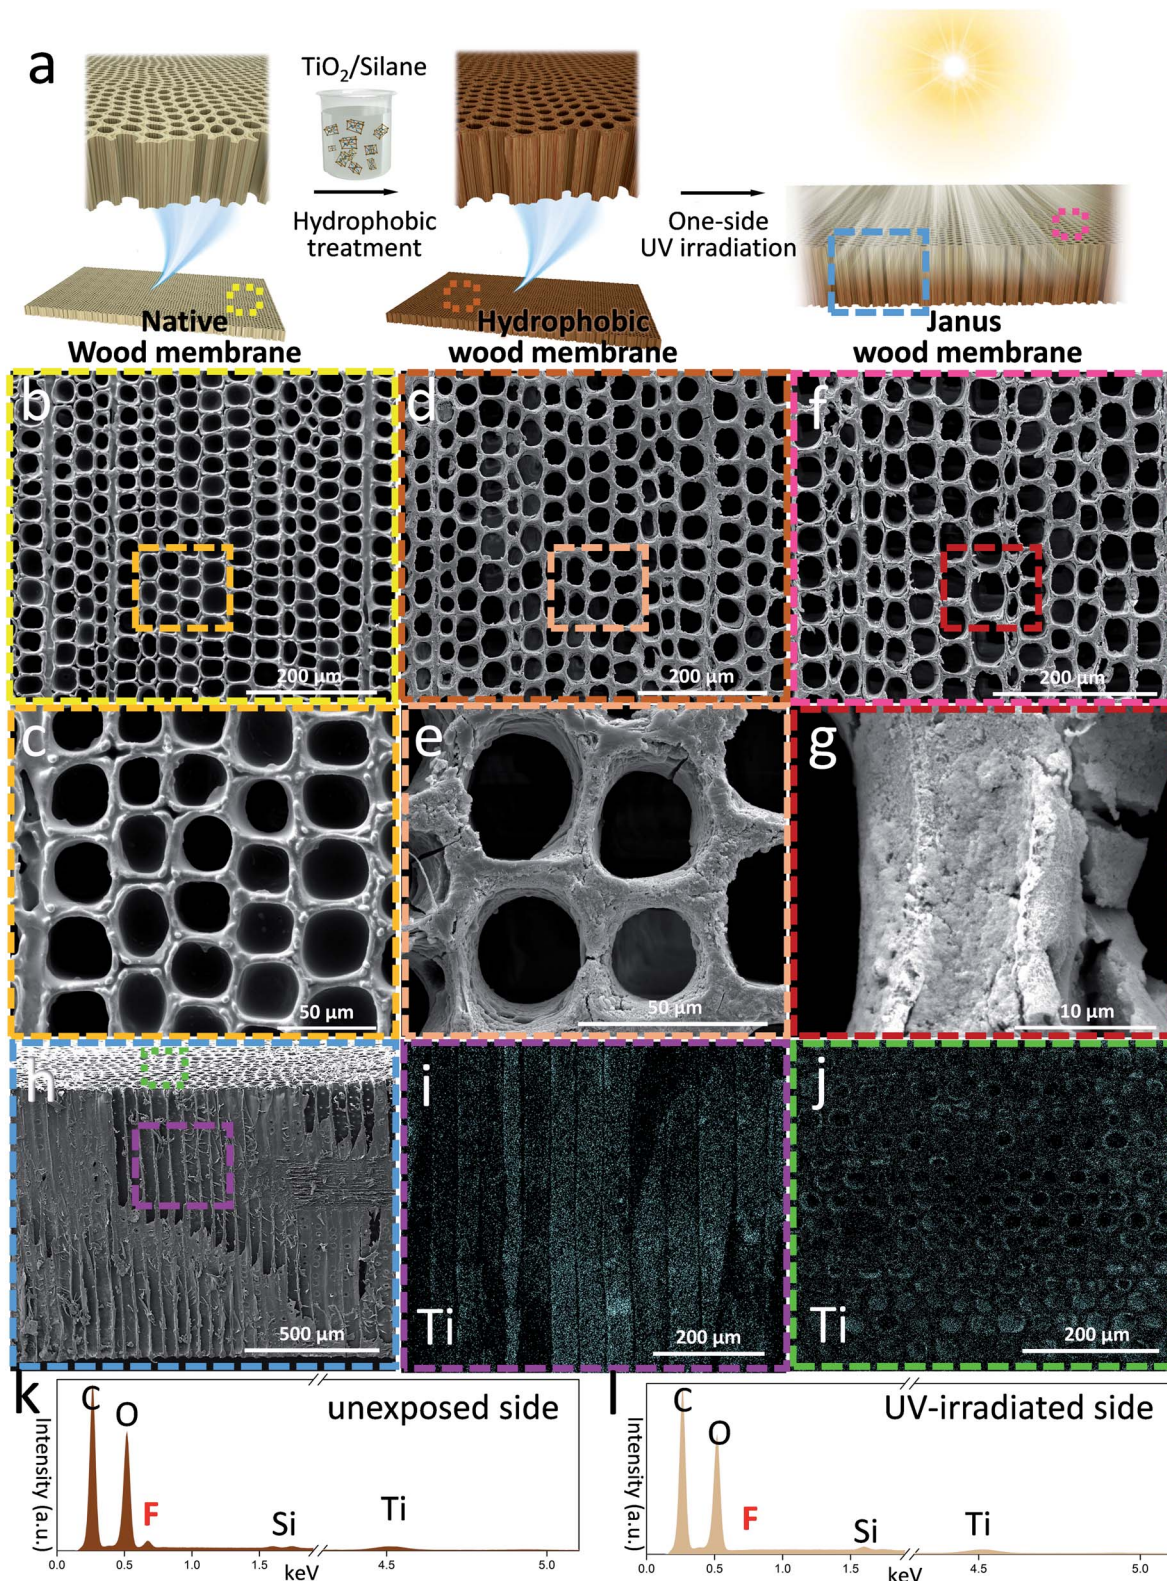 a
TiO₂/Silane
Hydrophobic
treatment
One-side
UV irradiation
Native
Wood membrane
Hydrophobic
wood membrane
Janus
wood membrane
b
200 µm
d
200 µm
f
200 µm
c
50 µm
e
50 µm
g
10 µm
h
500 µm
i
Ti
200 µm
j
Ti
200 µm
k
unexposed side
C
O
F
Si
Ti
Intensity (a.u.)
0.0 0.5 1.0 1.5 4.5 5.0
keV
l
UV-irradiated side
C
O
F
Si
Ti
Intensity (a.u.)
0.0 0.5 1.0 1.5 4.5 5.0
keV